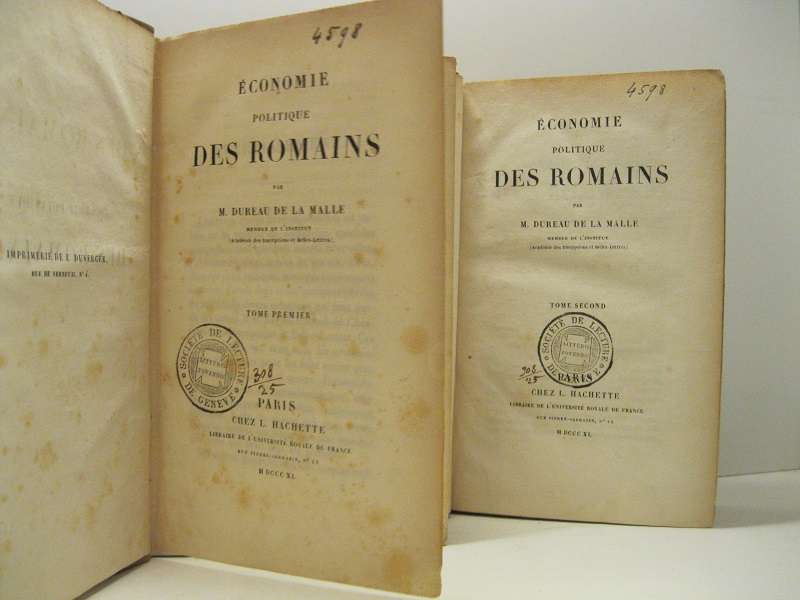 IMPRIMERIE DE E. DUVERGER,
RUE DE VERNEUIL, Nº 4.
4598
ÉCONOMIE
POLITIQUE
DES ROMAINS
PAR
M. DUREAU DE LA MALLE
MEMBRE DE L'INSTITUT
(Académie des Inscriptions et Belles-Lettres)
TOME PREMIER
SOCIÉTÉ DE LECTURE
DE GENÈVE
308
25
PARIS
CHEZ L. HACHETTE
LIBRAIRE DE L'UNIVERSITÉ ROYALE DE FRANCE
RUE PIERRE-SARRAZIN, Nº 12
M DCCC XL
4598
ÉCONOMIE
POLITIQUE
DES ROMAINS
PAR
M. DUREAU DE LA MALLE
MEMBRE DE L'INSTITUT
(Académie des Inscriptions et Belles-Lettres)
TOME SECOND
SOCIÉTÉ DE LECTURE
308
125
PARIS
CHEZ L. HACHETTE
LIBRAIRE DE L'UNIVERSITÉ ROYALE DE FRANCE
RUE PIERRE-SARRAZIN, Nº 12
M DCCC XL